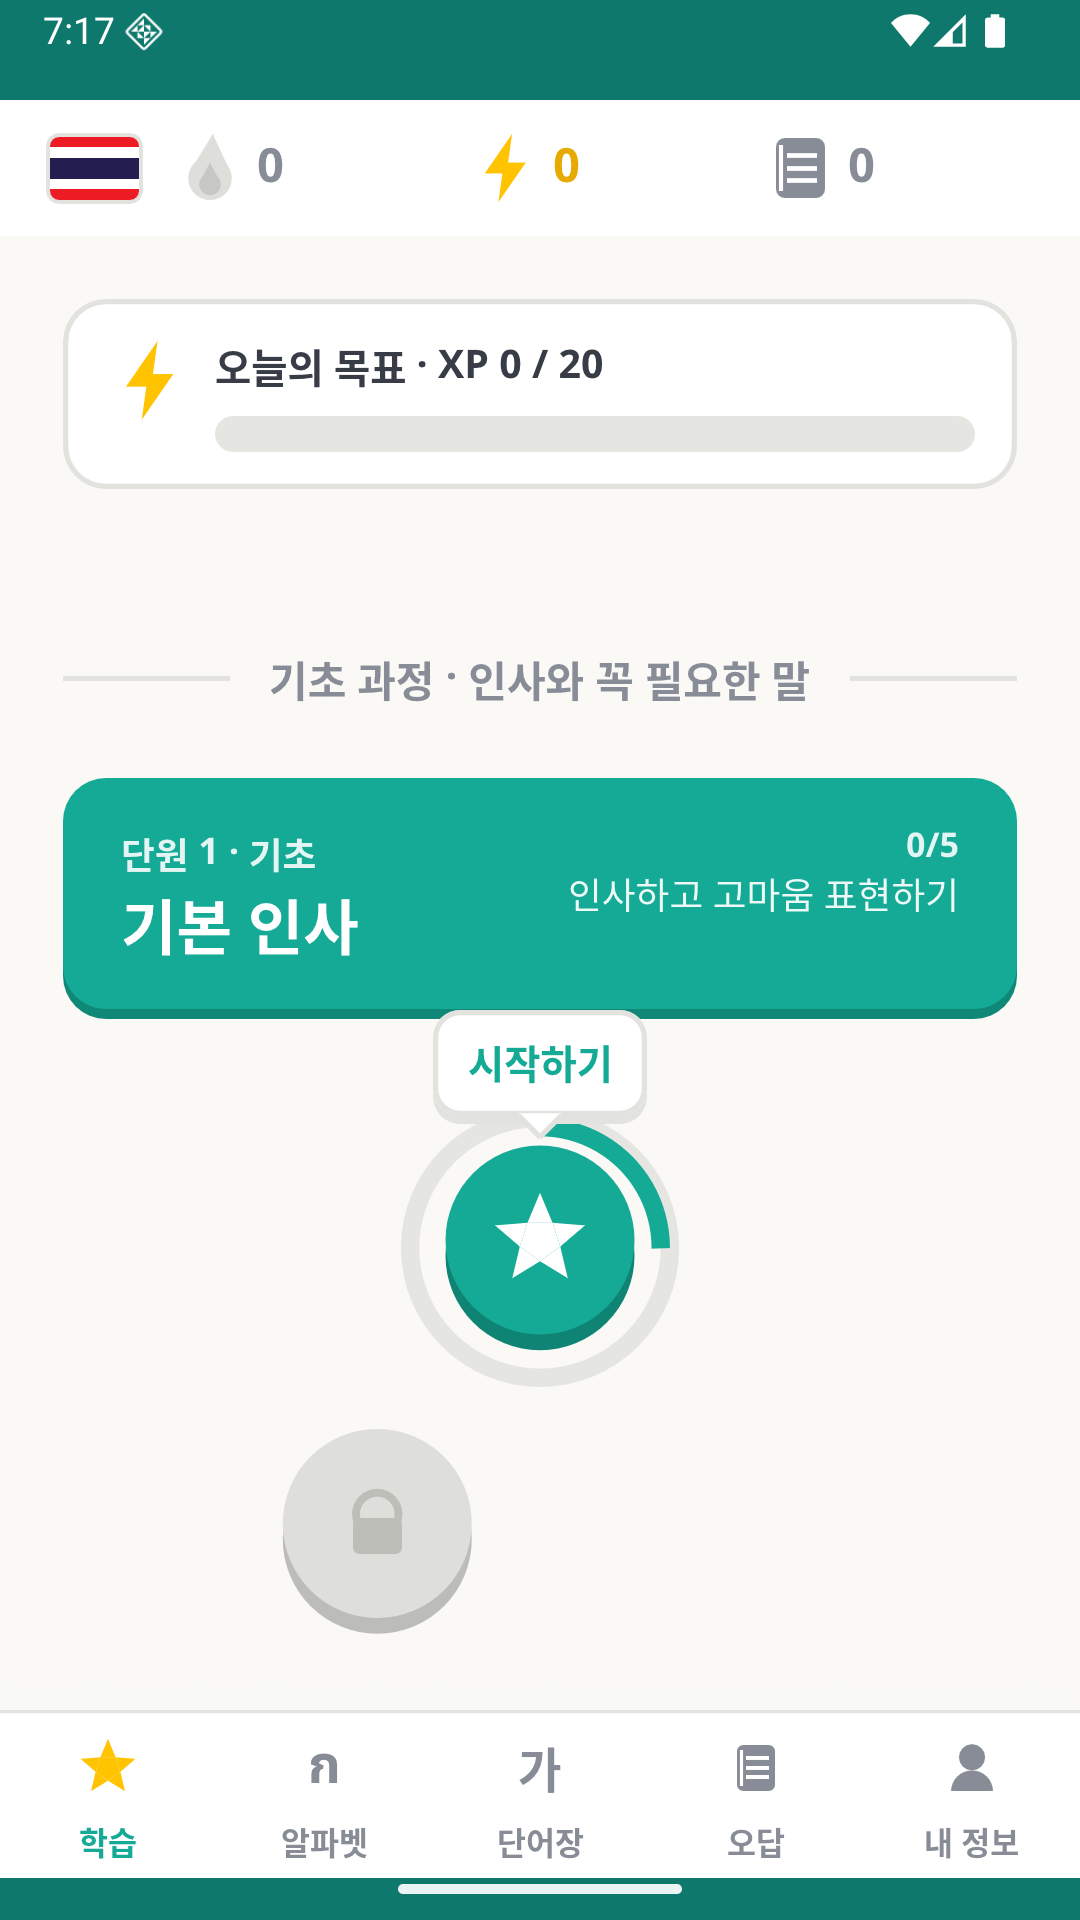 7:17
0
0
0
오늘의 목표 · XP 0 / 20
기초 과정 · 인사와 꼭 필요한 말
단원 1 · 기초
0/5
기본 인사
인사하고 고마움 표현하기
시작하기
ก
가
학습
알파벳
단어장
오답
내 정보